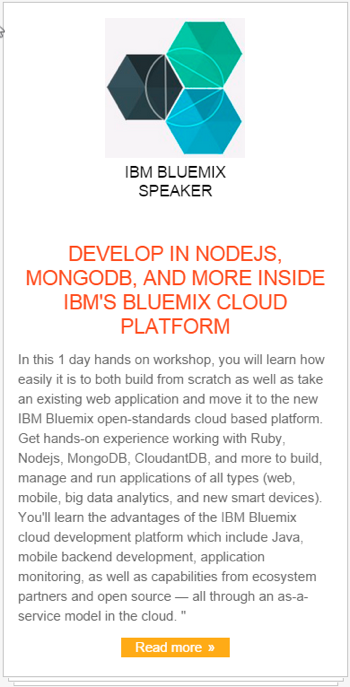 IBM BLUEMIX
SPEAKER
DEVELOP IN NODEJS,
MONGODB, AND MORE INSIDE
IBM'S BLUEMIX CLOUD
PLATFORM
In this 1 day hands on workshop, you will learn how
easily it is to both build from scratch as well as take
an existing web application and move it to the new
IBM Bluemix open-standards cloud based platform.
Get hands-on experience working with Ruby,
Nodejs, MongoDB, CloudantDB, and more to build,
manage and run applications of all types (web,
mobile, big data analytics, and new smart devices).
You'll learn the advantages of the IBM Bluemix
cloud development platform which include Java,
mobile backend development, application
monitoring, as well as capabilities from ecosystem
partners and open source — all through an as-a-
service model in the cloud. "
Read more »